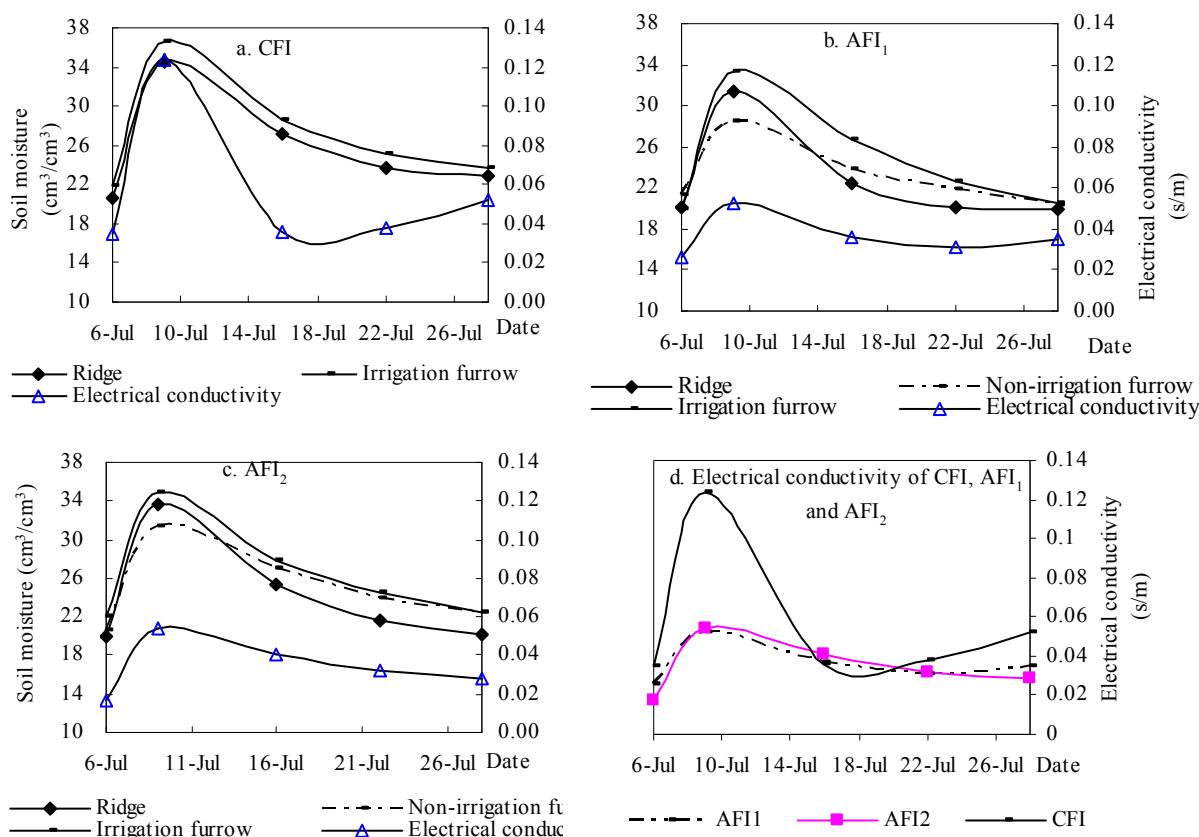 a. CFI
Soil moisture
(cm³/cm³)
38
34
30
26
22
18
14
10
0.14
0.12
0.10
0.08
0.06
0.04
0.02
0.00
6-Jul 10-Jul 14-Jul 18-Jul 22-Jul 26-Jul Date
Ridge
Irrigation furrow
Electrical conductivity
b. AFI₁
38
34
30
26
22
18
14
10
0.14
0.12
0.10
0.08
0.06
0.04
0.02
0.00
Electrical conductivity
(s/m)
6-Jul 10-Jul 14-Jul 18-Jul 22-Jul 26-Jul Date
Ridge
Non-irrigation furrow
Irrigation furrow
Electrical conductivity
c. AFI₂
Soil moisture (cm³/cm³)
38
34
30
26
22
18
14
10
0.14
0.12
0.10
0.08
0.06
0.04
0.02
0.00
6-Jul 11-Jul 16-Jul 21-Jul 26-Jul
Ridge
Non-irrigation fu
Irrigation furrow
Electrical conduc
d. Electrical conductivity of CFI, AFI₁
and AFI₂
0.14
0.12
0.10
0.08
0.06
0.04
0.02
0
Electrical conductivity
(s/m)
6-Jul 10-Jul 14-Jul 18-Jul 22-Jul 26-Jul Date
AFI1
AFI2
CFI